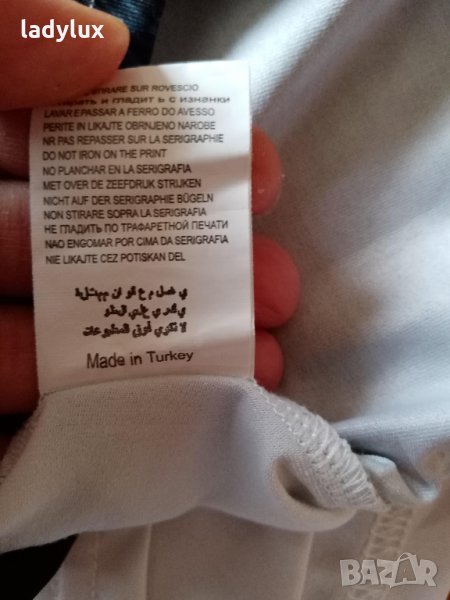 ladylux
STIRARE SUR ROVESCIO
и гладить с изнанки
LAVAR E PASSAR A FERRO DO AVESSO
PERITE IN LIKAJTE OBRNJENO NAROBE
NR PAS REPASSER SUR LA SERIGRAPHIE
DO NOT IRON ON THE PRINT
NO PLANCHAR EN LA SERIGRAFIA
MET OVER DE ZEEFDRUK STRIJKEN
NICHT AUF DER SERIGRAPHIE BÜGELN
NON STIRARE SOPRA LA SERIGRAFIA
НЕ ГЛАДИТЬ ПО ТРАФАРЕТНОЙ ПЕЧАТИ
NAO ENGOMAR POR CIMA DA SERIGRAFIA
NIE LIKAJTE CEZ POTISKAN DEL
Made in Turkey
BAZAR